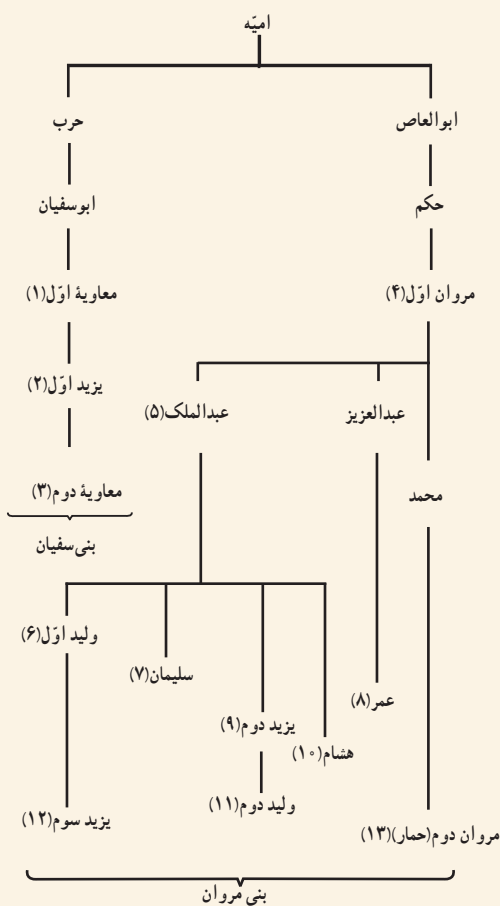 امیّه
ابوالعاص
حرب
حکم
ابوسفیان
مروان اوّل(۴)
معاویۀ اوّل(۱)
یزید اوّل(۲)
عبدالعزیز
عبدالملک(۵)
معاویۀ دوم(۳)
محمد
بنی‌سفیان
ولید اوّل(۶)
سلیمان(۷)
عمر(۸)
یزید دوم(۹)
هشام(۱۰)
ولید دوم(۱۱)
یزید سوم(۱۲)
مروان دوم(حمار)(۱۳)
بنی مروان